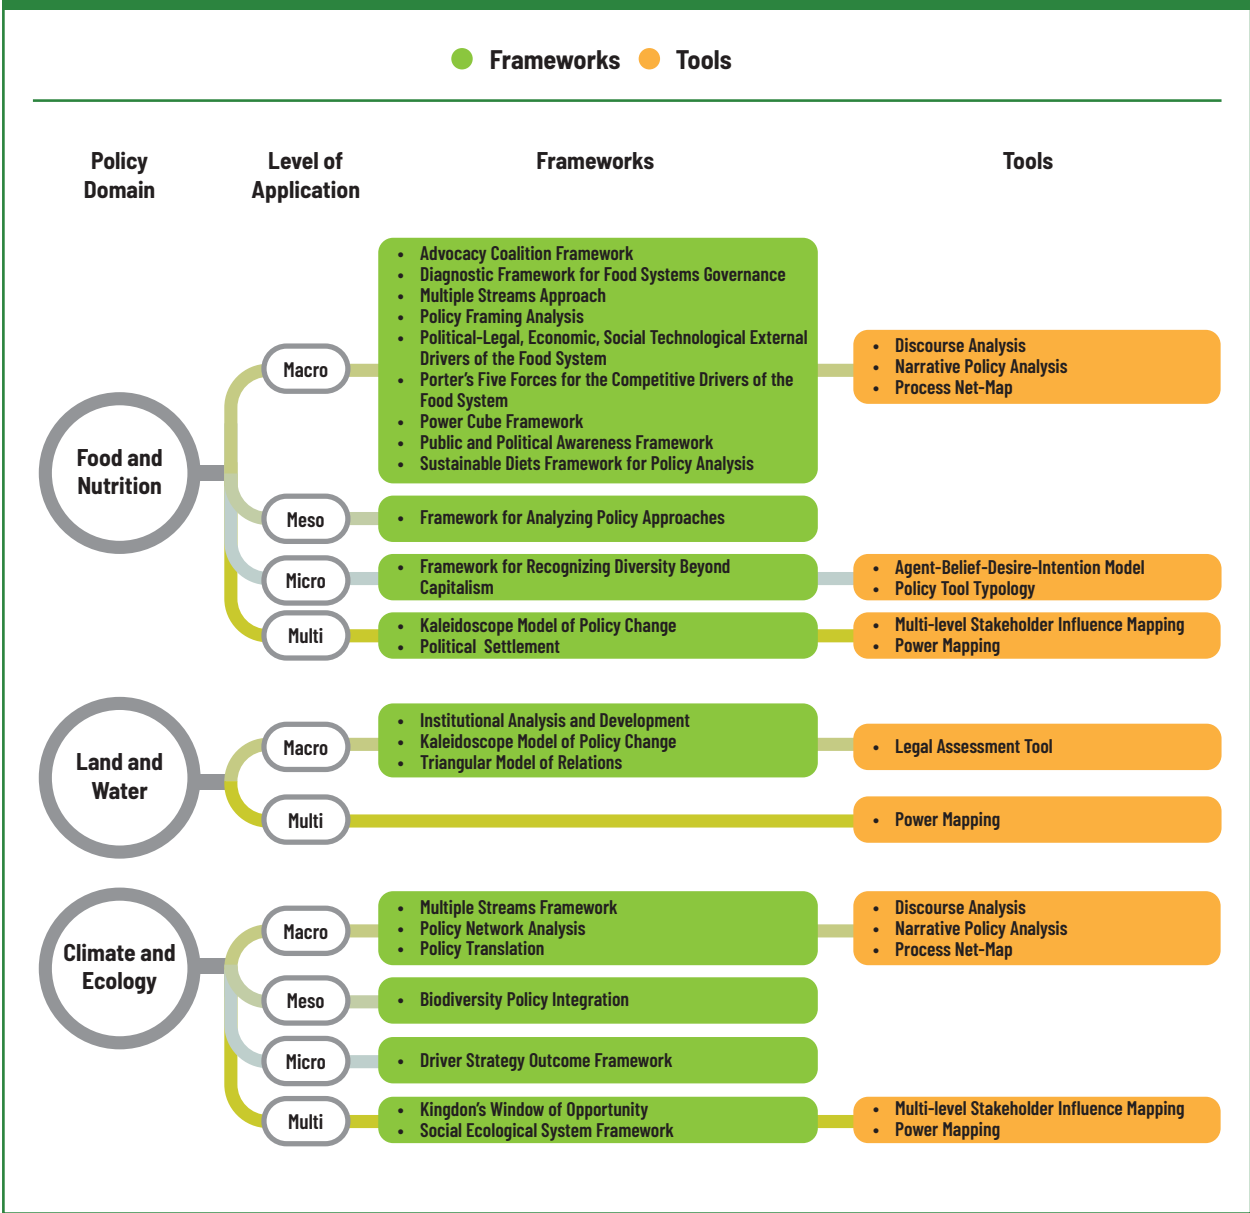 Frameworks Tools
Policy
Domain
Level of
Application
Frameworks
Tools
Food and
Nutrition
Macro
• Advocacy Coalition Framework
• Diagnostic Framework for Food Systems Governance
• Multiple Streams Approach
• Policy Framing Analysis
• Political-Legal, Economic, Social Technological External
Drivers of the Food System
• Porter's Five Forces for the Competitive Drivers of the
Food System
• Power Cube Framework
• Public and Political Awareness Framework
• Sustainable Diets Framework for Policy Analysis
• Discourse Analysis
• Narrative Policy Analysis
• Process Net-Map
Meso
• Framework for Analyzing Policy Approaches
Micro
• Framework for Recognizing Diversity Beyond
Capitalism
• Agent-Belief-Desire-Intention Model
• Policy Tool Typology
Multi
• Kaleidoscope Model of Policy Change
• Political Settlement
• Multi-level Stakeholder Influence Mapping
• Power Mapping
Land and
Water
Macro
• Institutional Analysis and Development
• Kaleidoscope Model of Policy Change
• Triangular Model of Relations
• Legal Assessment Tool
Multi
• Power Mapping
Climate and
Ecology
Macro
• Multiple Streams Framework
• Policy Network Analysis
• Policy Translation
• Discourse Analysis
• Narrative Policy Analysis
• Process Net-Map
Meso
• Biodiversity Policy Integration
Micro
• Driver Strategy Outcome Framework
Multi
• Kingdon's Window of Opportunity
• Social Ecological System Framework
• Multi-level Stakeholder Influence Mapping
• Power Mapping